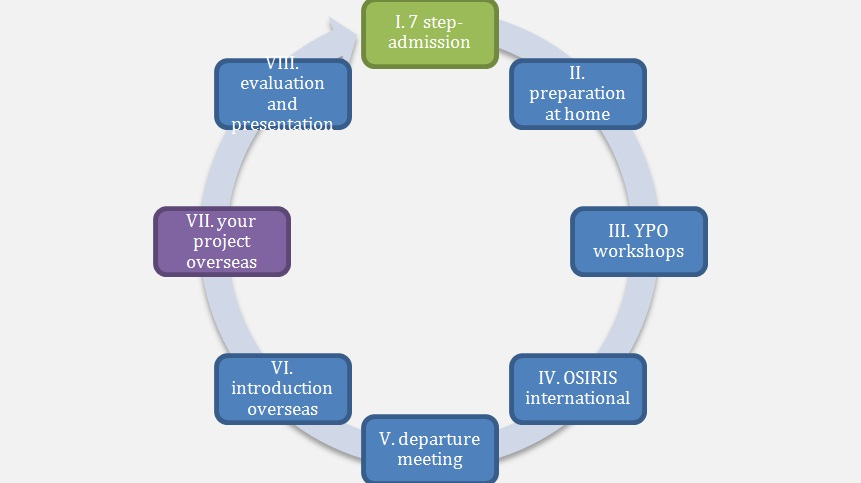 I. 7 step-
admission
II.
preparation
at home
III. YPO
workshops
IV. OSIRIS
international
V. departure
meeting
VI.
introduction
overseas
VII. your
project
overseas
VIII.
evaluation
and
presentation